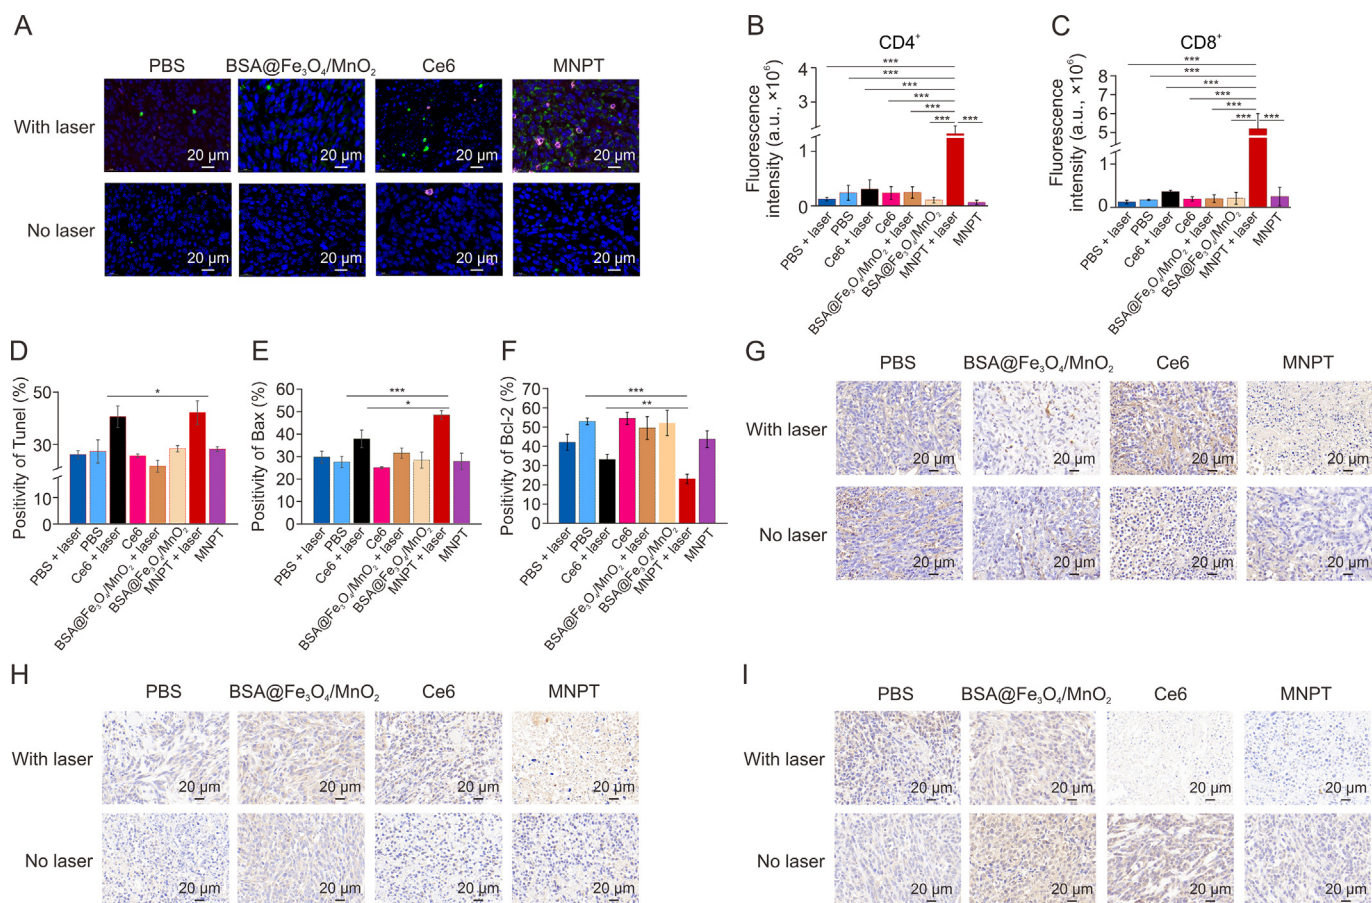 A
PBS BSA@Fe₃O₄/MnO₂ Ce6 MNPT
With laser
20 μm 20 μm 20 μm 20 μm
No laser
20 μm 20 μm 20 μm 20 μm
B
CD4⁺
Fluorescence
intensity (a.u., ×10⁶)
4
3
2
1
0
*** *** *** *** *** *** ***
PBS + laser
PBS
Ce6 + laser
Ce6
BSA@Fe₃O₄/MnO₂ + laser
BSA@Fe₃O₄/MnO₂
MNPT + laser
MNPT
C
CD8⁺
Fluorescence
intensity (a.u., ×10⁶)
8
7
6
5
1
0
*** *** *** *** *** *** ***
PBS + laser
PBS
Ce6 + laser
Ce6
BSA@Fe₃O₄/MnO₂ + laser
BSA@Fe₃O₄/MnO₂
MNPT + laser
MNPT
D
Positivity of Tunel (%)
50
30
10
0
*
PBS + laser
PBS
Ce6 + laser
Ce6
BSA@Fe₃O₄/MnO₂ + laser
BSA@Fe₃O₄/MnO₂
MNPT + laser
MNPT
E
Positivity of Bax (%)
60
50
40
30
20
10
0
***
*
PBS + laser
PBS
Ce6 + laser
Ce6
BSA@Fe₃O₄/MnO₂ + laser
BSA@Fe₃O₄/MnO₂
MNPT + laser
MNPT
F
Positivity of Bcl-2 (%)
70
60
50
40
30
20
10
0
***
**
PBS + laser
PBS
Ce6 + laser
Ce6
BSA@Fe₃O₄/MnO₂ + laser
BSA@Fe₃O₄/MnO₂
MNPT + laser
MNPT
G
PBS BSA@Fe₃O₄/MnO₂ Ce6 MNPT
With laser
20 μm 20 μm 20 μm 20 μm
No laser
20 μm 20 μm 20 μm 20 μm
H
PBS BSA@Fe₃O₄/MnO₂ Ce6 MNPT
With laser
20 μm 20 μm 20 μm 20 μm
No laser
20 μm 20 μm 20 μm 20 μm
I
PBS BSA@Fe₃O₄/MnO₂ Ce6 MNPT
With laser
20 μm 20 μm 20 μm 20 μm
No laser
20 μm 20 μm 20 μm 20 μm